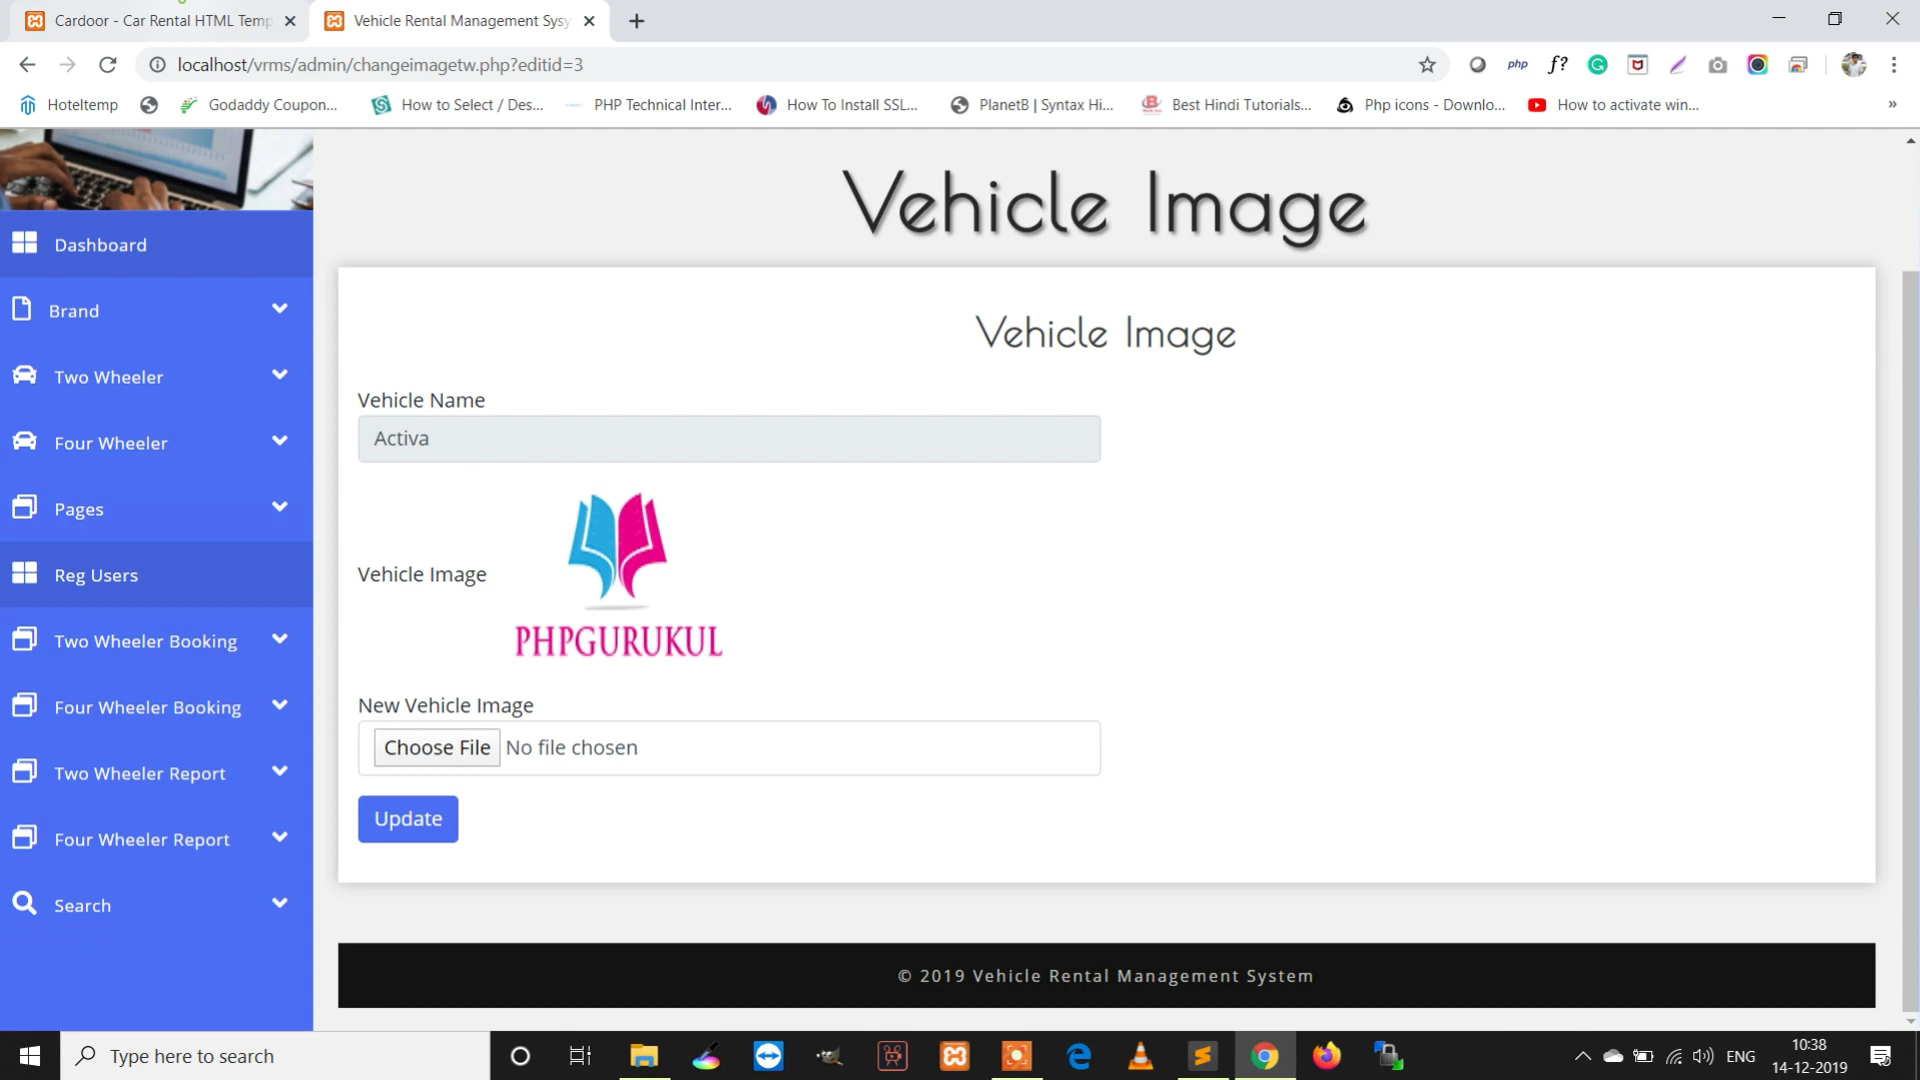 Cardoor - Car Rental HTML Temp
Vehicle Rental Management Sysy
localhost/vrms/admin/changeimagetw.php?editid=3
php
f?
Hoteltemp
Godaddy Coupon...
How to Select / Des...
PHP Technical Inter...
How To Install SSL...
PlanetB | Syntax Hi...
Best Hindi Tutorials...
Php icons - Downlo...
How to activate win...
»
Vehicle Image
Dashboard
Brand
Two Wheeler
Four Wheeler
Pages
Reg Users
Two Wheeler Booking
Four Wheeler Booking
Two Wheeler Report
Four Wheeler Report
Search
Vehicle Image
Vehicle Name
Activa
Vehicle Image
PHPGURUKUL
New Vehicle Image
Choose File No file chosen
Update
© 2019 Vehicle Rental Management System
Type here to search
ENG
10:38
14-12-2019